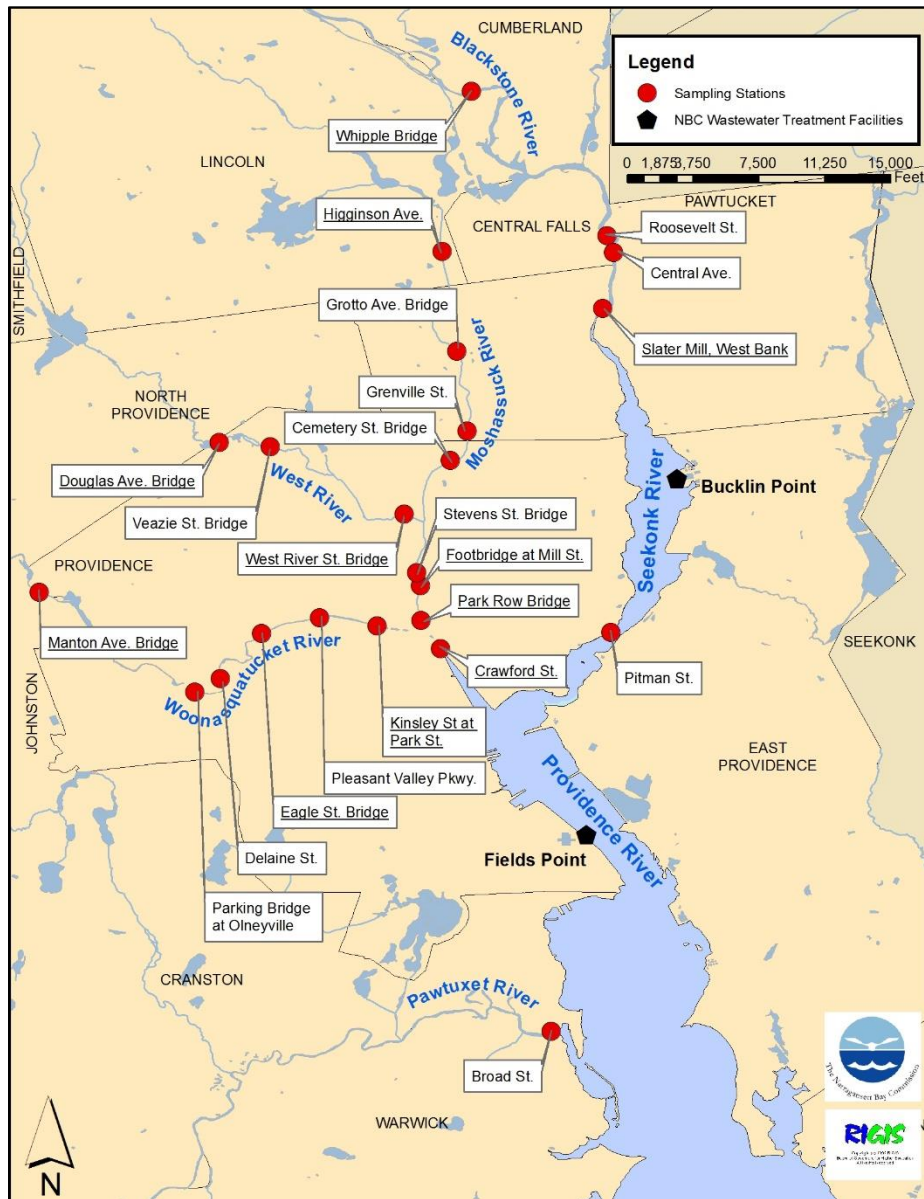 CUMBERLAND
Blackstone River
Legend
Sampling Stations
NBC Wastewater Treatment Facilities
0 1,875 3,750 7,500 11,250 15,000
Feet
Whipple Bridge
LINCOLN
PAWTUCKET
Higginson Ave.
CENTRAL FALLS
Roosevelt St.
Central Ave.
SMITHFIELD
Grotto Ave. Bridge
Slater Mill, West Bank
Moshassuck River
NORTH
PROVIDENCE
Grenville St.
Cemetery St. Bridge
Douglas Ave. Bridge
West River
Seekonk River
Bucklin Point
Veazie St. Bridge
Stevens St. Bridge
West River St. Bridge
Footbridge at Mill St.
PROVIDENCE
Park Row Bridge
Manton Ave. Bridge
Woonasquatucket River
Crawford St.
Pitman St.
SEEKONK
JOHNSTON
Kinsley St at
Park St.
EAST
PROVIDENCE
Pleasant Valley Pkwy.
Providence River
Eagle St. Bridge
Delaine St.
Fields Point
Parking Bridge
at Olneyville
CRANSTON
Pawtuxet River
Broad St.
WARWICK
The Narragansett Bay Commission
RIGIS
N